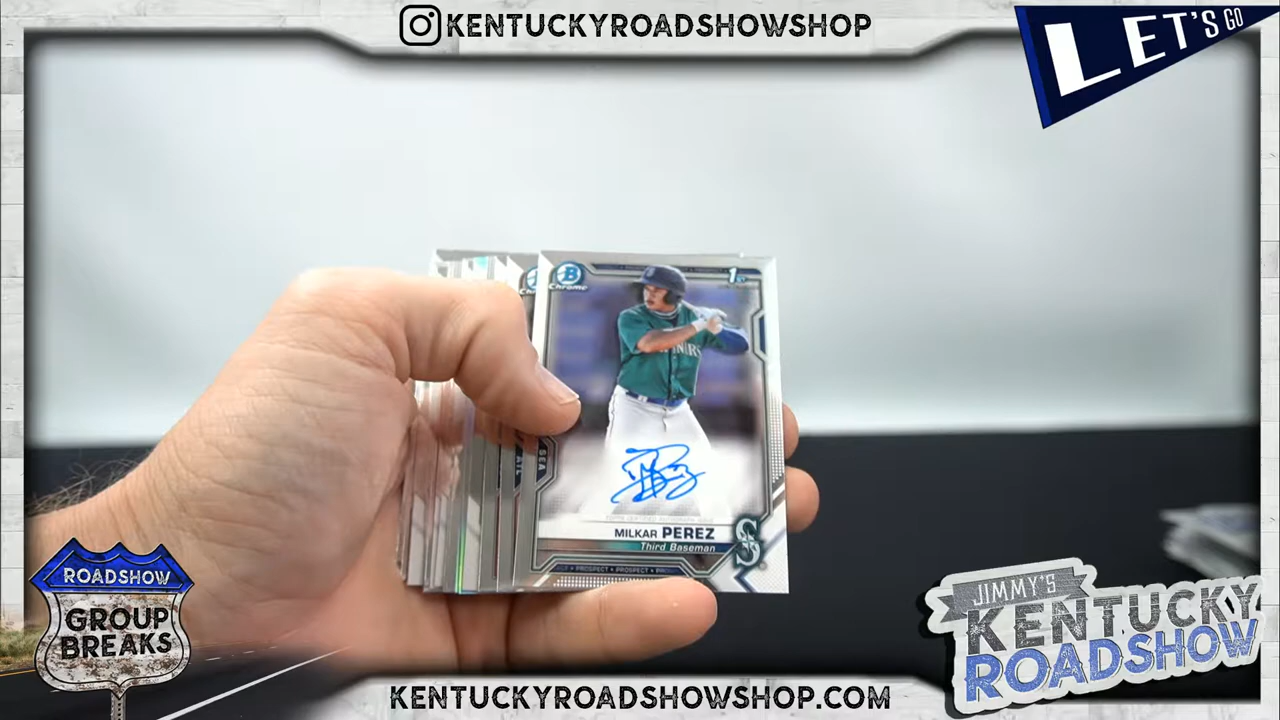 KENTUCKYROADSHOWSHOP
LET'S GO
B
Chrome
1st
SEA
MILKAR PEREZ
Third Baseman
PROSPECT • PROSPECT
S
ROADSHOW
GROUP
BREAKS
JIMMY'S
KENTUCKY
ROADSHOW
KENTUCKYROADSHOWSHOP.COM